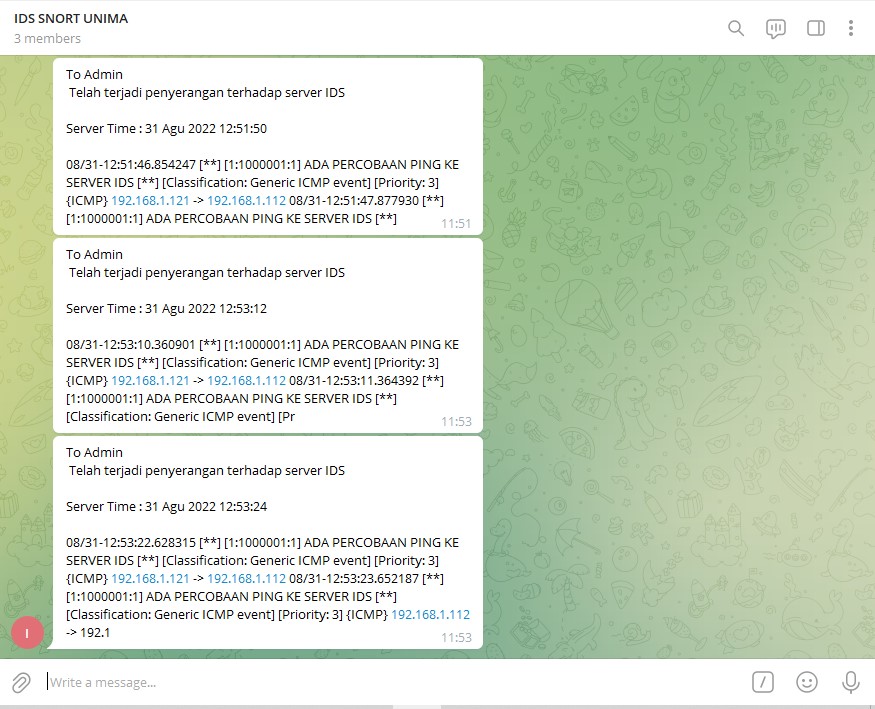 IDS SNORT UNIMA
3 members
To Admin
Telah terjadi penyerangan terhadap server IDS
Server Time : 31 Agu 2022 12:51:50
08/31-12:51:46.854247 [**] [1:1000001:1] ADA PERCOBAAN PING KE
SERVER IDS [**] [Classification: Generic ICMP event] [Priority: 3]
{ICMP} 192.168.1.121 -> 192.168.1.112 08/31-12:51:47.877930 [**]
[1:1000001:1] ADA PERCOBAAN PING KE SERVER IDS [**]
11:51
To Admin
Telah terjadi penyerangan terhadap server IDS
Server Time : 31 Agu 2022 12:53:12
08/31-12:53:10.360901 [**] [1:1000001:1] ADA PERCOBAAN PING KE
SERVER IDS [**] [Classification: Generic ICMP event] [Priority: 3]
{ICMP} 192.168.1.121 -> 192.168.1.112 08/31-12:53:11.364392 [**]
[1:1000001:1] ADA PERCOBAAN PING KE SERVER IDS [**]
[Classification: Generic ICMP event] [Pr
11:53
To Admin
Telah terjadi penyerangan terhadap server IDS
Server Time : 31 Agu 2022 12:53:24
08/31-12:53:22.628315 [**] [1:1000001:1] ADA PERCOBAAN PING KE
SERVER IDS [**] [Classification: Generic ICMP event] [Priority: 3]
{ICMP} 192.168.1.121 -> 192.168.1.112 08/31-12:53:23.652187 [**]
[1:1000001:1] ADA PERCOBAAN PING KE SERVER IDS [**]
[Classification: Generic ICMP event] [Priority: 3] {ICMP} 192.168.1.112
-> 192.1
11:53
I
Write a message...